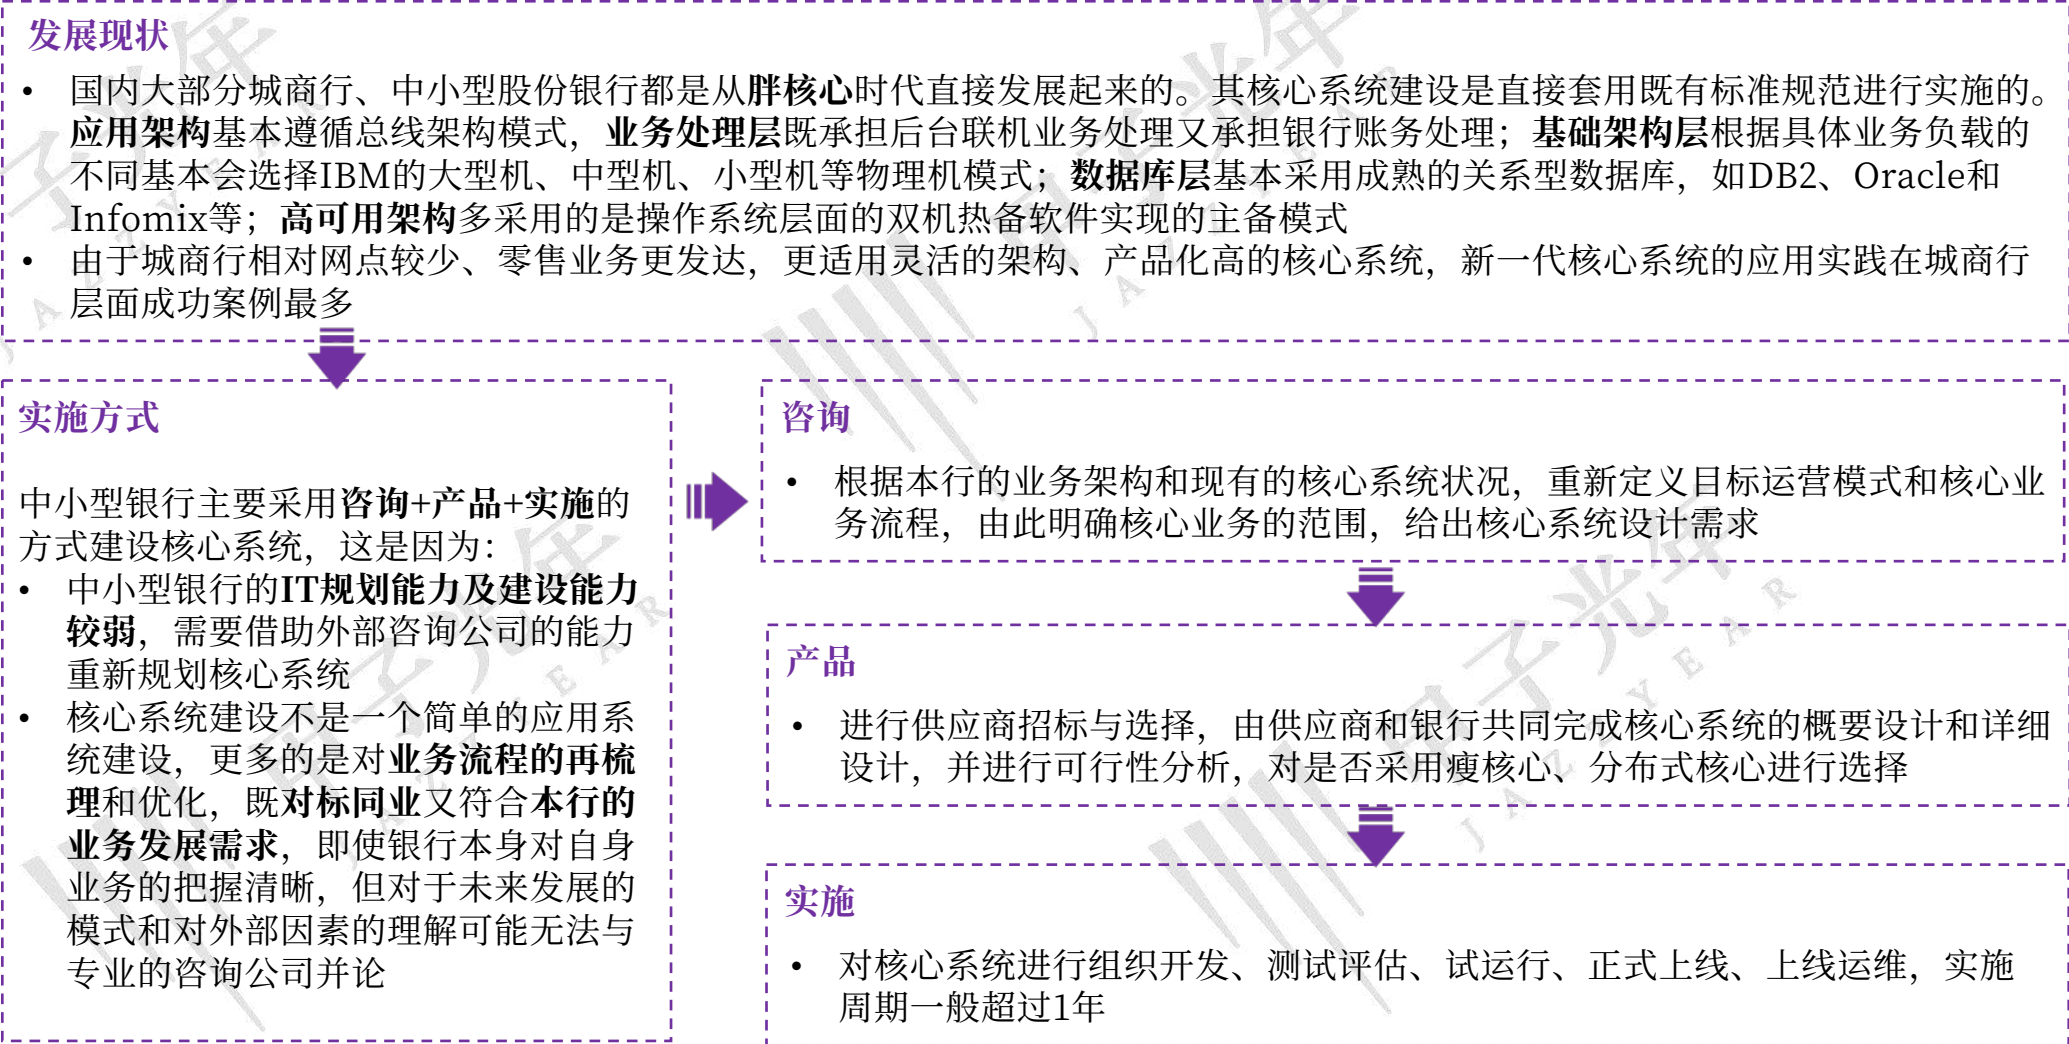 发展现状
• 国内大部分城商行、中小型股份银行都是从胖核心时代直接发展起来的。其核心系统建设是直接套用既有标准规范进行实施的。
应用架构基本遵循总线架构模式，业务处理层既承担后台联机业务处理又承担银行账务处理；基础架构层根据具体业务负载的
不同基本会选择IBM的大型机、中型机、小型机等物理机模式；数据库层基本采用成熟的关系型数据库，如DB2、Oracle和
Infomix等；高可用架构多采用的是操作系统层面的双机热备软件实现的主备模式
• 由于城商行相对网点较少、零售业务更发达，更适用灵活的架构、产品化高的核心系统，新一代核心系统的应用实践在城商行
层面成功案例最多
实施方式
中小型银行主要采用咨询+产品+实施的
方式建设核心系统，这是因为：
• 中小型银行的IT规划能力及建设能力
较弱，需要借助外部咨询公司的能力
重新规划核心系统
• 核心系统建设不是一个简单的应用系
统建设，更多的是对业务流程的再梳
理和优化，既对标同业又符合本行的
业务发展需求，即使银行本身对自身
业务的把握清晰，但对于未来发展的
模式和对外部因素的理解可能无法与
专业的咨询公司并论
咨询
• 根据本行的业务架构和现有的核心系统状况，重新定义目标运营模式和核心业
务流程，由此明确核心业务的范围，给出核心系统设计需求
产品
• 进行供应商招标与选择，由供应商和银行共同完成核心系统的概要设计和详细
设计，并进行可行性分析，对是否采用瘦核心、分布式核心进行选择
实施
• 对核心系统进行组织开发、测试评估、试运行、正式上线、上线运维，实施
周期一般超过1年
甲子光年
JAZZYEAR